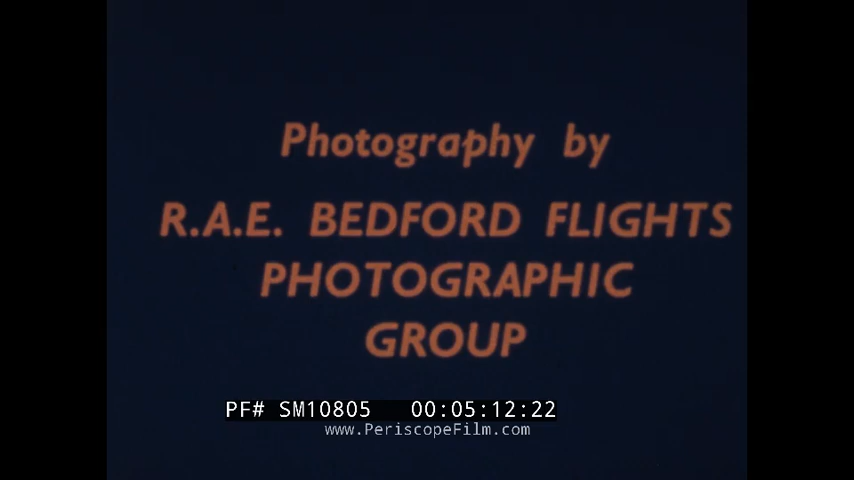 Photography by
R.A.E. BEDFORD FLIGHTS
PHOTOGRAPHIC
GROUP
PF# SM10805 00:05:12:22
www.PeriscopeFilm.com